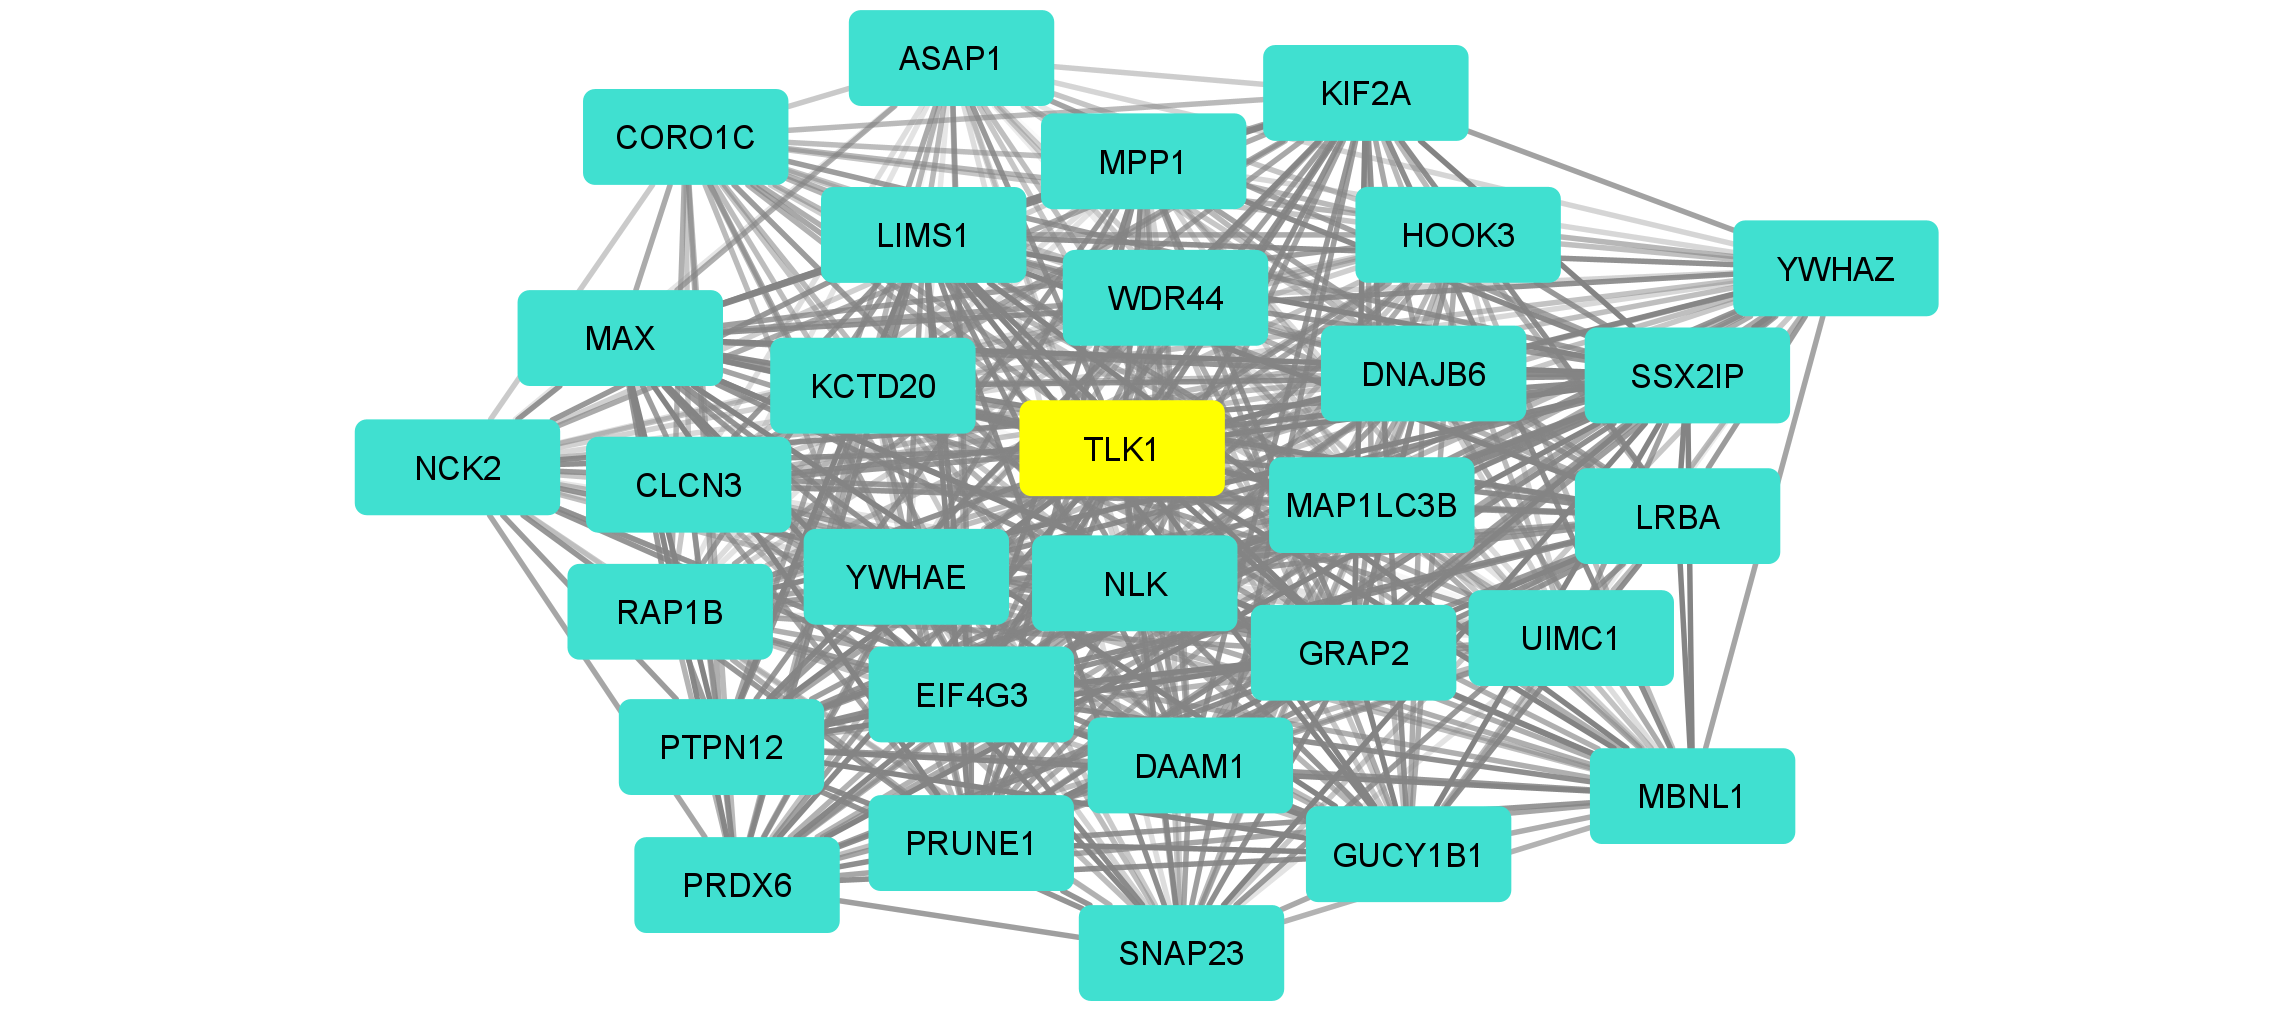 ASAP1
KIF2A
CORO1C
MPP1
LIMS1
HOOK3
YWHAZ
WDR44
MAX
KCTD20
DNAJB6
SSX2IP
TLK1
NCK2
CLCN3
MAP1LC3B
LRBA
YWHAE
NLK
RAP1B
GRAP2
UIMC1
EIF4G3
PTPN12
DAAM1
MBNL1
PRUNE1
GUCY1B1
PRDX6
SNAP23